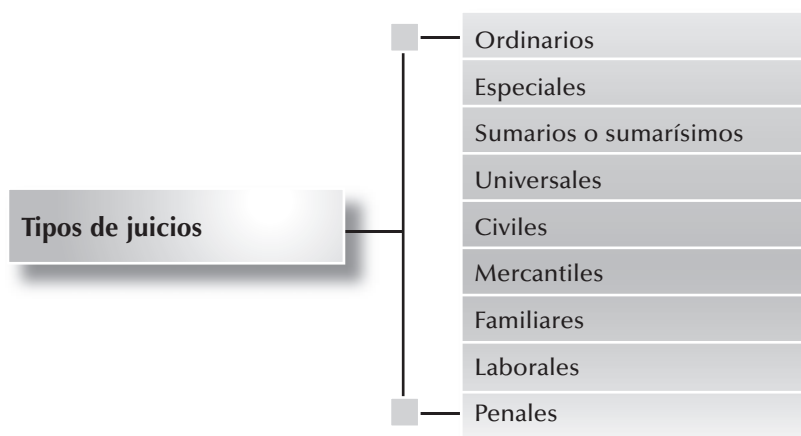 Tipos de juicios
Ordinarios
Especiales
Sumarios o sumarísimos
Universales
Civiles
Mercantiles
Familiares
Laborales
Penales